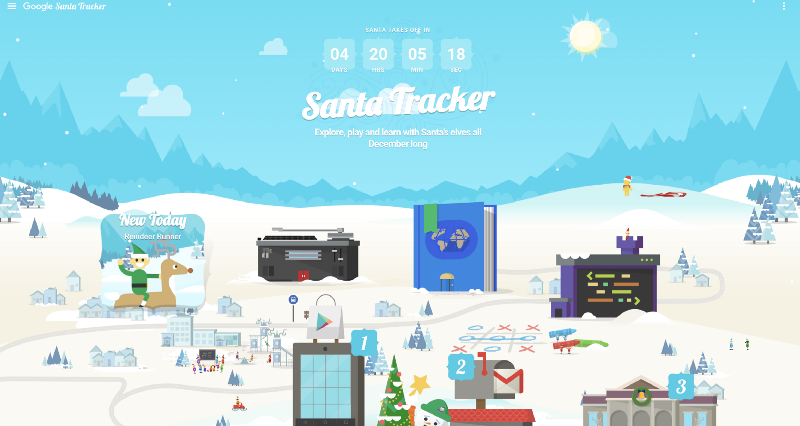 Google Santa Tracker
SANTA TAKES OFF IN
04 20 05 18
DAYS HRS MIN SEC
Santa Tracker
Explore, play and learn with Santa's elves all
December long
New Today
Reindeer Runner
1
2
3